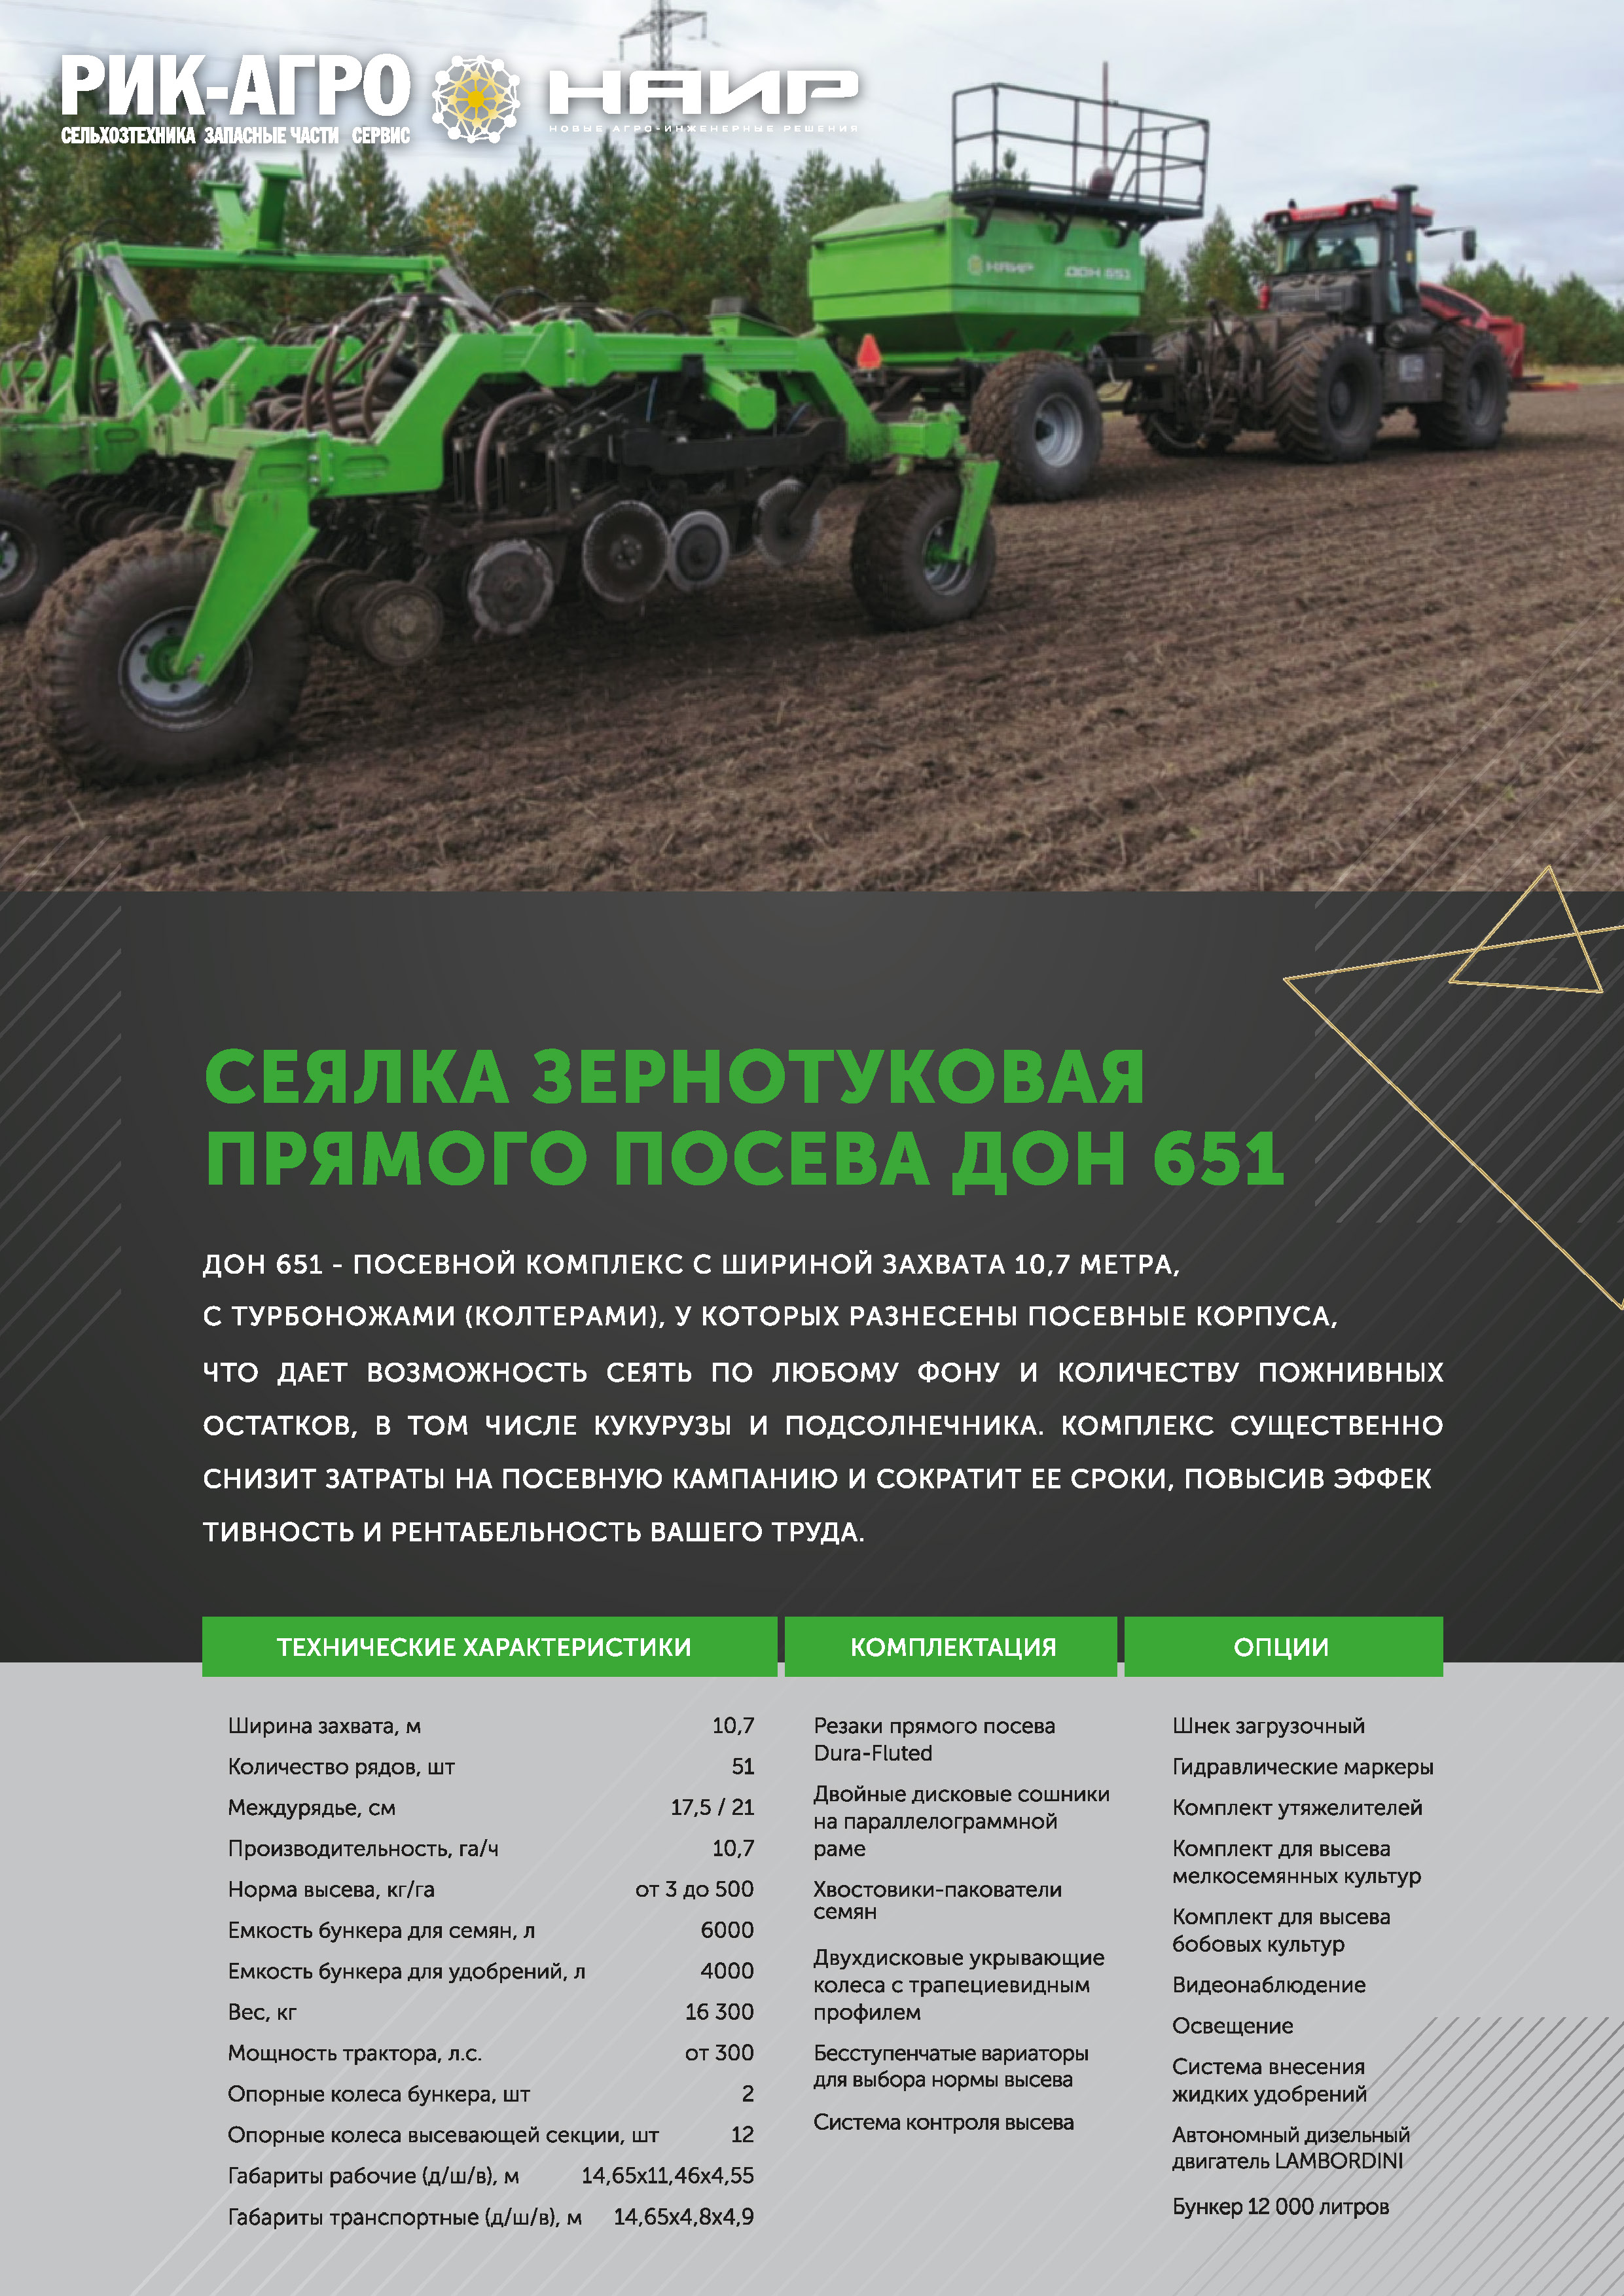 РИК-АГРО
СЕЛЬХОЗТЕХНИКА ЗАПАСНЫЕ ЧАСТИ СЕРВИС
НАИР
НОВЫЕ АГРО-ИНЖЕНЕРНЫЕ РЕШЕНИЯ
НАИР ДОН 651
СЕЯЛКА ЗЕРНОТУКОВАЯ
ПРЯМОГО ПОСЕВА ДОН 651
ДОН 651 - ПОСЕВНОЙ КОМПЛЕКС С ШИРИНОЙ ЗАХВАТА 10,7 МЕТРА,
С ТУРБОНОЖАМИ (КОЛТЕРАМИ), У КОТОРЫХ РАЗНЕСЕНЫ ПОСЕВНЫЕ КОРПУСА,
ЧТО ДАЕТ ВОЗМОЖНОСТЬ СЕЯТЬ ПО ЛЮБОМУ ФОНУ И КОЛИЧЕСТВУ ПОЖНИВНЫХ
ОСТАТКОВ, В ТОМ ЧИСЛЕ КУКУРУЗЫ И ПОДСОЛНЕЧНИКА. КОМПЛЕКС СУЩЕСТВЕННО
СНИЗИТ ЗАТРАТЫ НА ПОСЕВНУЮ КАМПАНИЮ И СОКРАТИТ ЕЕ СРОКИ, ПОВЫСИВ ЭФФЕК
ТИВНОСТЬ И РЕНТАБЕЛЬНОСТЬ ВАШЕГО ТРУДА.
ТЕХНИЧЕСКИЕ ХАРАКТЕРИСТИКИ
Ширина захвата, м 10,7
Количество рядов, шт 51
Междурядье, см 17,5 / 21
Производительность, га/ч 10,7
Норма высева, кг/га от 3 до 500
Емкость бункера для семян, л 6000
Емкость бункера для удобрений, л 4000
Вес, кг 16 300
Мощность трактора, л.с. от 300
Опорные колеса бункера, шт 2
Опорные колеса высевающей секции, шт 12
Габариты рабочие (д/ш/в), м 14,65х11,46х4,55
Габариты транспортные (д/ш/в), м 14,65х4,8х4,9
КОМПЛЕКТАЦИЯ
Резаки прямого посева
Dura-Fluted
Двойные дисковые сошники
на параллелограммной
раме
Хвостовики-пакователи
семян
Двухдисковые укрывающие
колеса с трапециевидным
профилем
Бесступенчатые вариаторы
для выбора нормы высева
Система контроля высева
ОПЦИИ
Шнек загрузочный
Гидравлические маркеры
Комплект утяжелителей
Комплект для высева
мелкосемянных культур
Комплект для высева
бобовых культур
Видеонаблюдение
Освещение
Система внесения
жидких удобрений
Автономный дизельный
двигатель LAMBORDINI
Бункер 12 000 литров